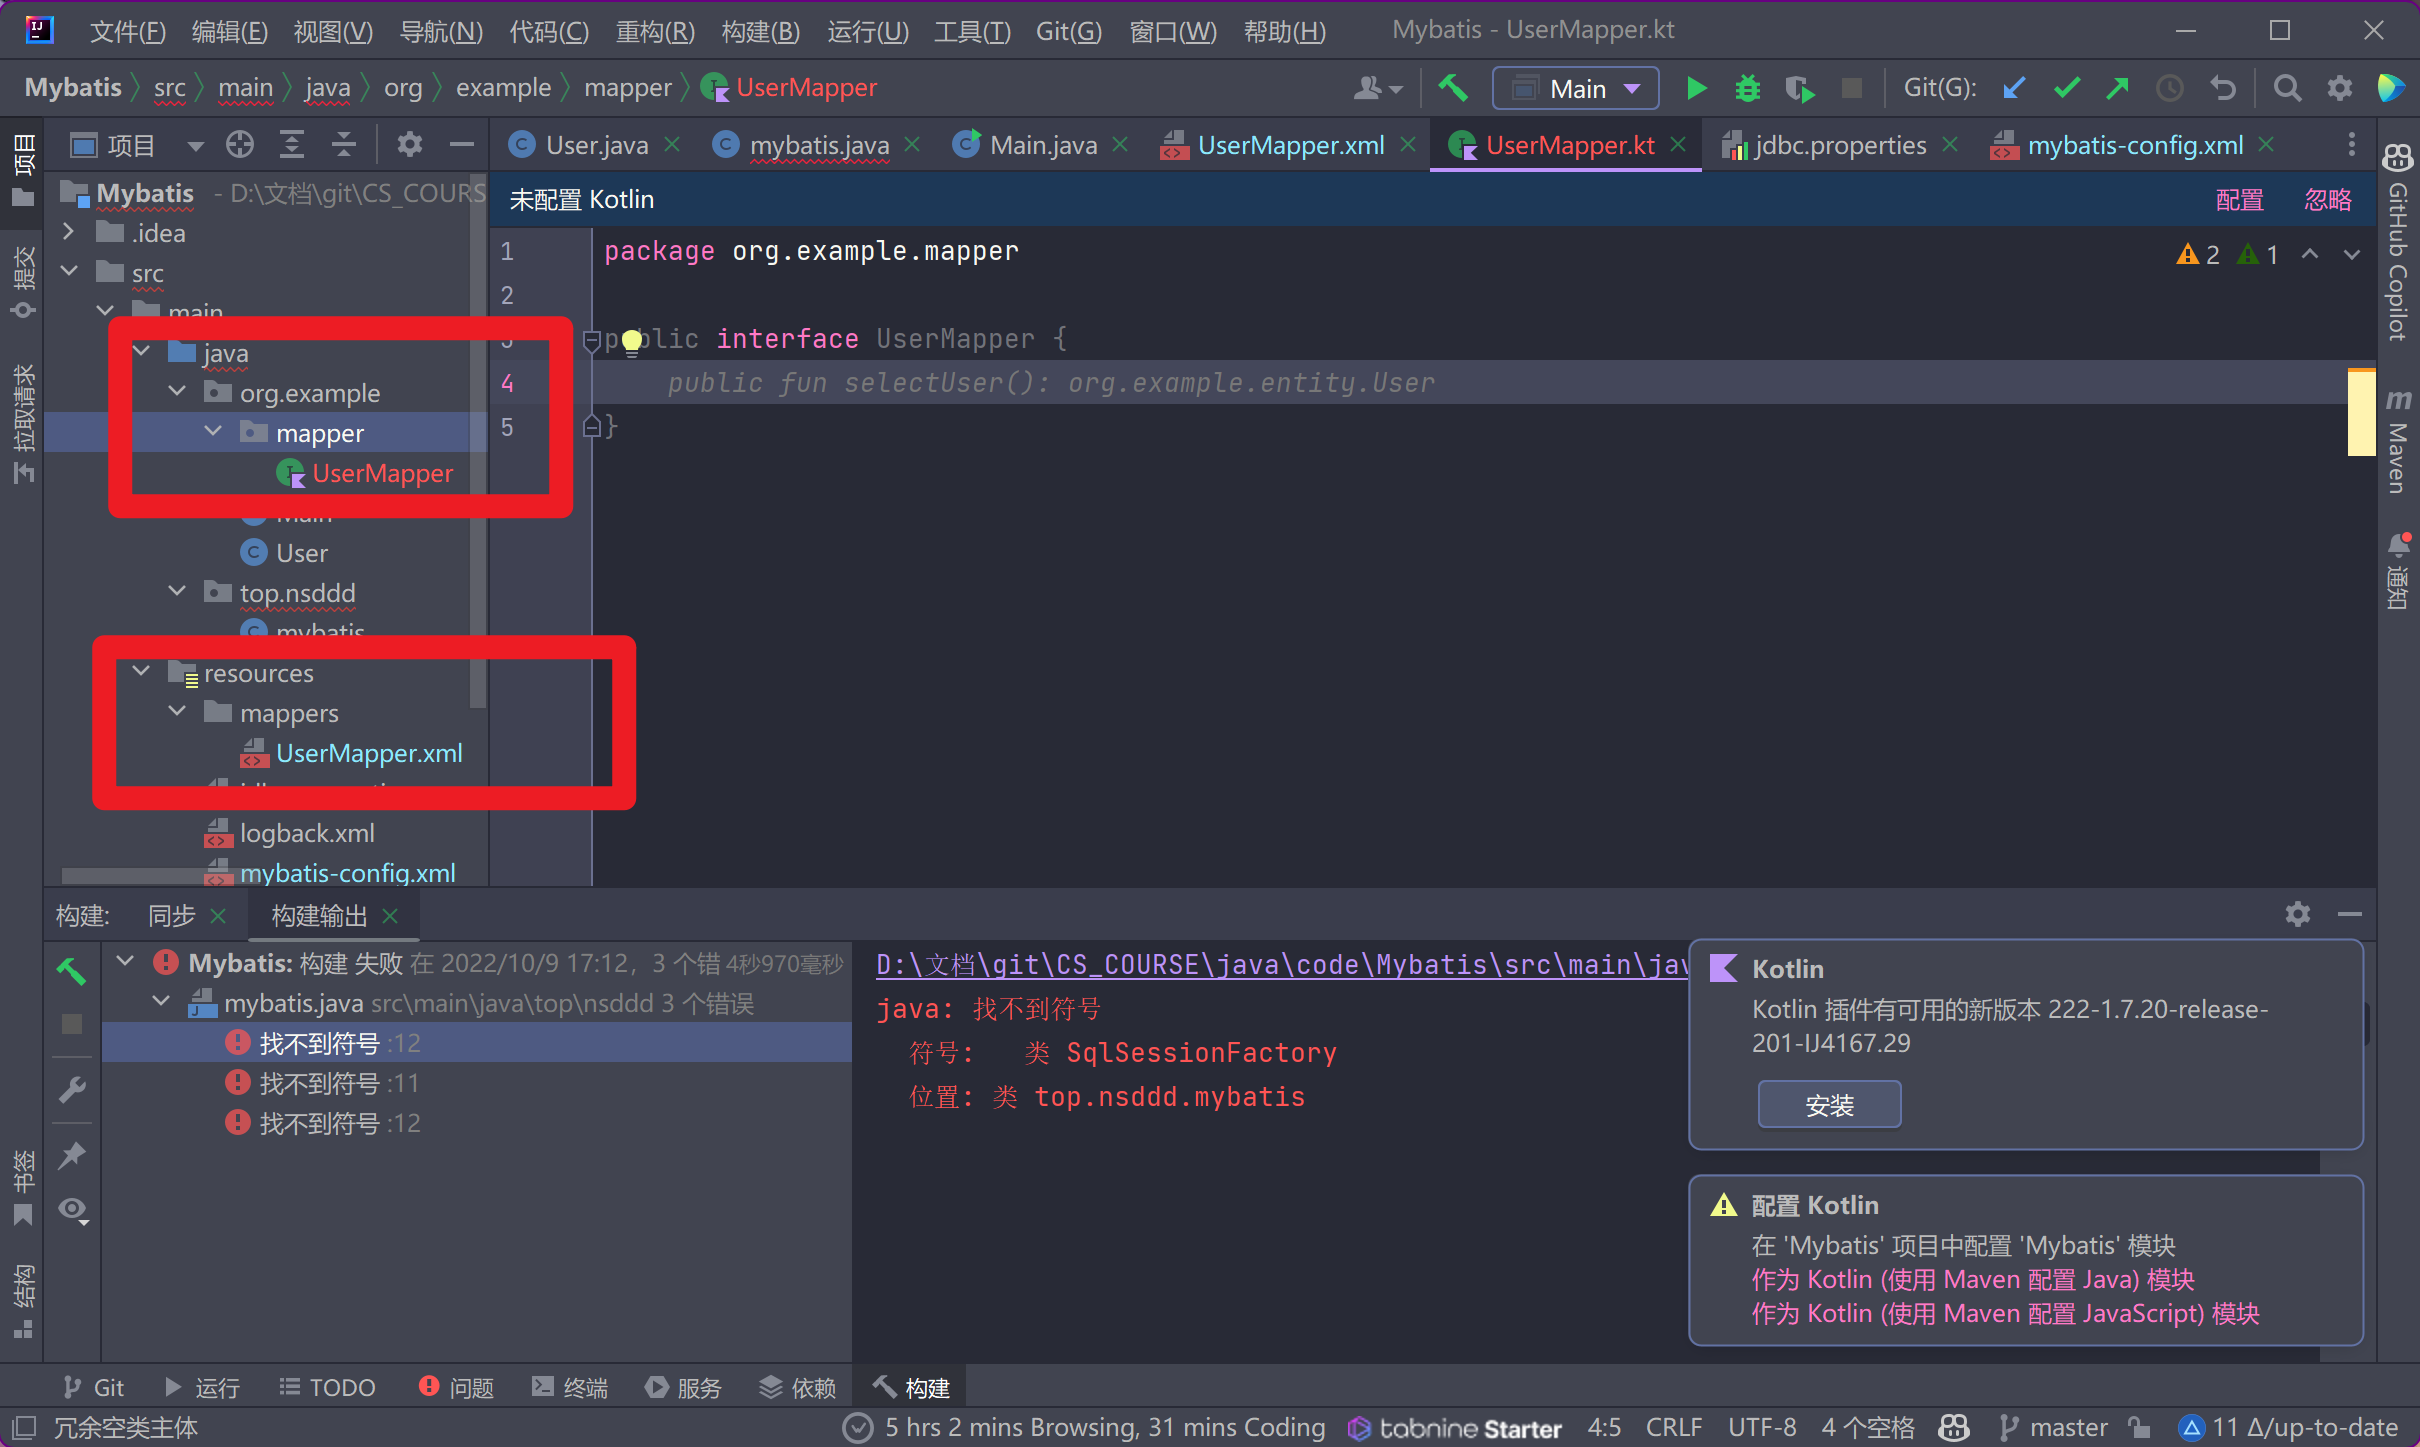 文件(F) 编辑(E) 视图(V) 导航(N) 代码(C) 重构(R) 构建(B) 运行(U) 工具(T) Git(G) 窗口(W) 帮助(H) Mybatis - UserMapper.kt
Mybatis src main java org example mapper UserMapper Main Git(G):
项目 User.java mybatis.java Main.java UserMapper.xml UserMapper.kt jdbc.properties mybatis-config.xml
项目
提交
拉取请求
书签
结构
Mybatis - D:\文档\git\CS_COURS
.idea
src
main
java
org.example
mapper
UserMapper
Main
User
top.nsddd
mybatis
resources
mappers
UserMapper.xml
logback.xml
mybatis-config.xml
未配置 Kotlin 配置 忽略
1 package org.example.mapper
2
3 public interface UserMapper {
4 public fun selectUser(): org.example.entity.User
5 }
2 1
GitHub Copilot
Maven
通知
构建: 同步 构建输出
Mybatis: 构建 失败 在 2022/10/9 17:12, 3 个错 4秒970毫秒
mybatis.java src\main\java\top\nsddd 3 个错误
找不到符号 :12
找不到符号 :11
找不到符号 :12
D:\文档\git\CS_COURSE\java\code\Mybatis\src\main\jav
java: 找不到符号
符号: 类 SqlSessionFactory
位置: 类 top.nsddd.mybatis
Kotlin
Kotlin 插件有可用的新版本 222-1.7.20-release-
201-IJ4167.29
安装
配置 Kotlin
在 'Mybatis' 项目中配置 'Mybatis' 模块
作为 Kotlin (使用 Maven 配置 Java) 模块
作为 Kotlin (使用 Maven 配置 JavaScript) 模块
Git 运行 TODO 问题 终端 服务 依赖 构建
冗余空类主体 5 hrs 2 mins Browsing, 31 mins Coding tabnine Starter 4:5 CRLF UTF-8 4 个空格 master 11 Δ/up-to-date